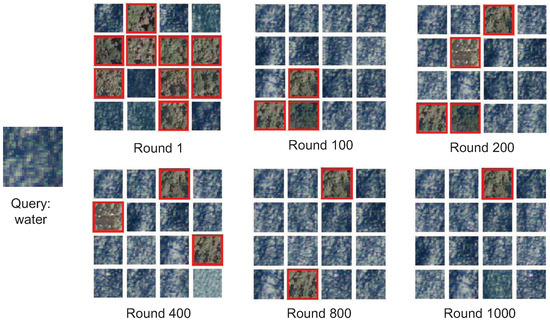 Round 1
Round 100
Round 200
Query:
water
Round 400
Round 800
Round 1000